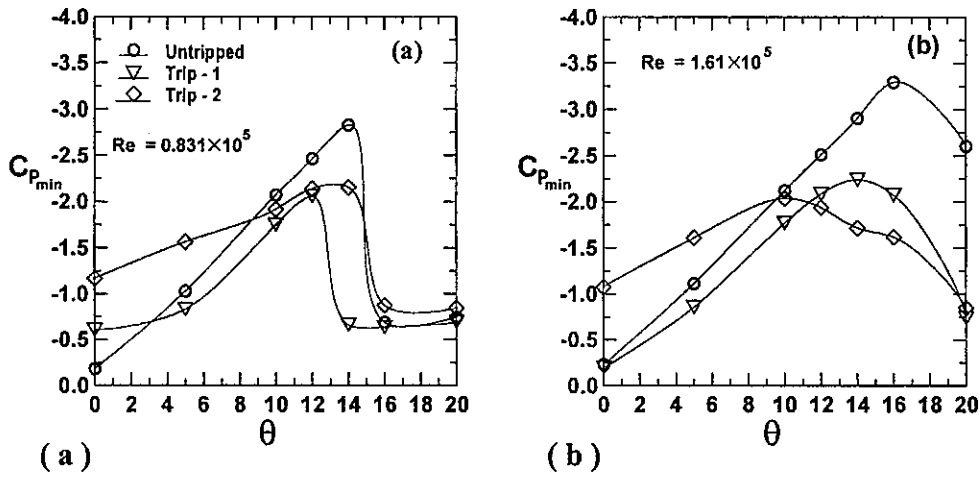 -4.0
-3.5
-3.0
-2.5
-2.0
-1.5
-1.0
-0.5
0.0
C_Pmin
(a)
Untripped
Trip - 1
Trip - 2
Re = 0.831×10^5
0 2 4 6 8 10 12 14 16 18 20
θ
( a )
-4.0
-3.5
-3.0
-2.5
-2.0
-1.5
-1.0
-0.5
0.0
C_Pmin
(b)
Re = 1.61×10^5
0 2 4 6 8 10 12 14 16 18 20
θ
( b )